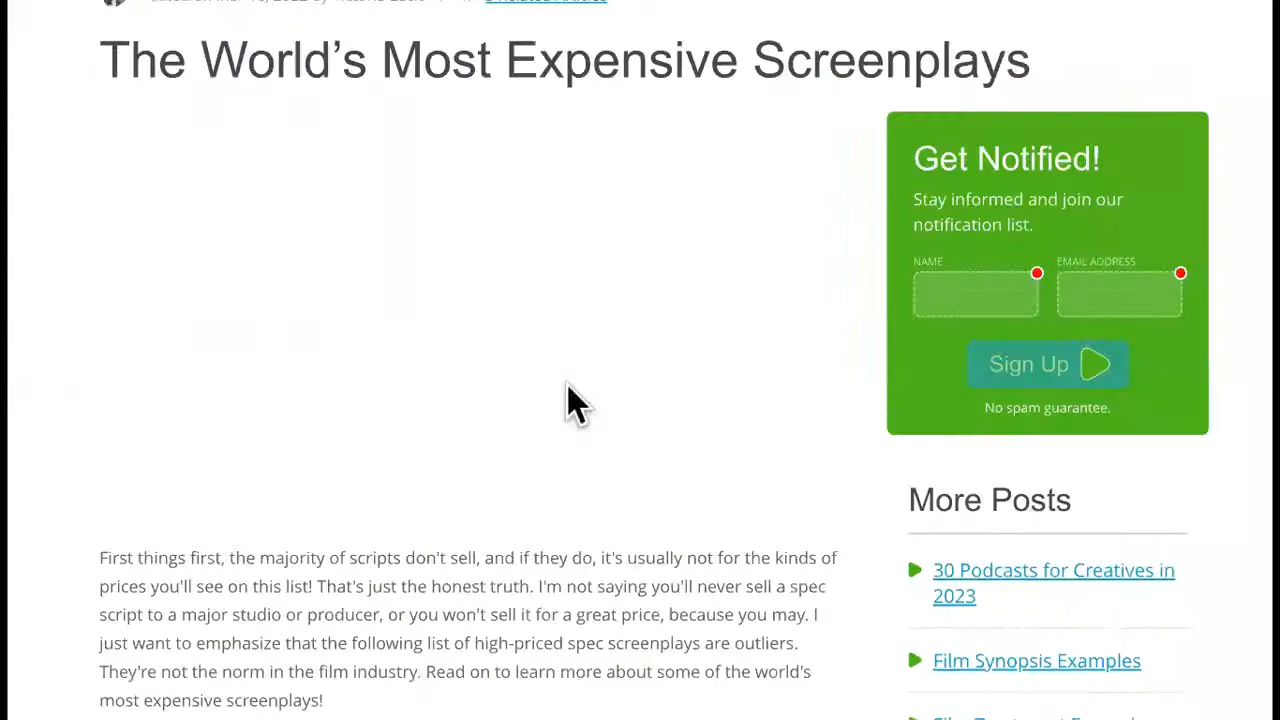 The World's Most Expensive Screenplays
Get Notified!
Stay informed and join our
notification list.
NAME
EMAIL ADDRESS
Sign Up
No spam guarantee.
More Posts
30 Podcasts for Creatives in
2023
Film Synopsis Examples
First things first, the majority of scripts don't sell, and if they do, it's usually not for the kinds of
prices you'll see on this list! That's just the honest truth. I'm not saying you'll never sell a spec
script to a major studio or producer, or you won't sell it for a great price, because you may. I
just want to emphasize that the following list of high-priced spec screenplays are outliers.
They're not the norm in the film industry. Read on to learn more about some of the world's
most expensive screenplays!